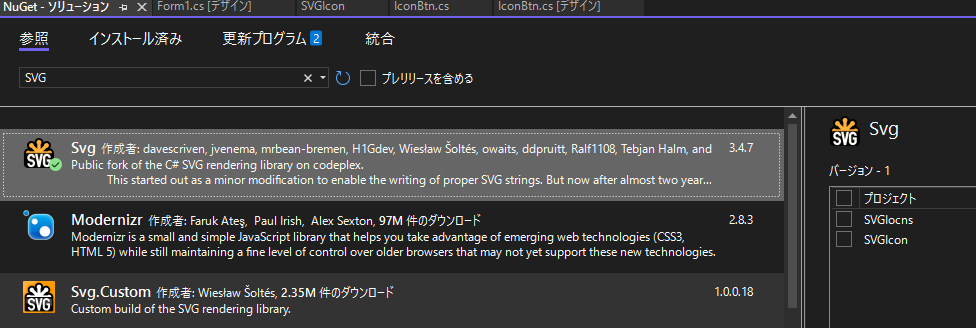 NuGet - ソリューション
Form1.cs [デザイン]
SVGIcon
IconBtn.cs
IconBtn.cs [デザイン]
参照 インストール済み 更新プログラム 2 統合
SVG プレリリースを含める
Svg 作成者: davescriven, jvenema, mrbean-bremen, H1Gdev, Wiesław Šoltés, owaits, ddpruitt, Ralf1108, Tebjan Halm, and 3.4.7
Public fork of the C# SVG rendering library on codeplex.
This started out as a minor modification to enable the writing of proper SVG strings. But now after almost two year...
Modernizr 作成者: Faruk Ateş, Paul Irish, Alex Sexton, 97M 件のダウンロード 2.8.3
Modernizr is a small and simple JavaScript library that helps you take advantage of emerging web technologies (CSS3,
HTML 5) while still maintaining a fine level of control over older browsers that may not yet support these new technologies.
Svg.Custom 作成者: Wiesław Šoltés, 2.35M 件のダウンロード 1.0.0.18
Custom build of the SVG rendering library.
SVG
SVG
SVG
Svg
バージョン - 1
プロジェクト
SVGIocns
SVGIcon